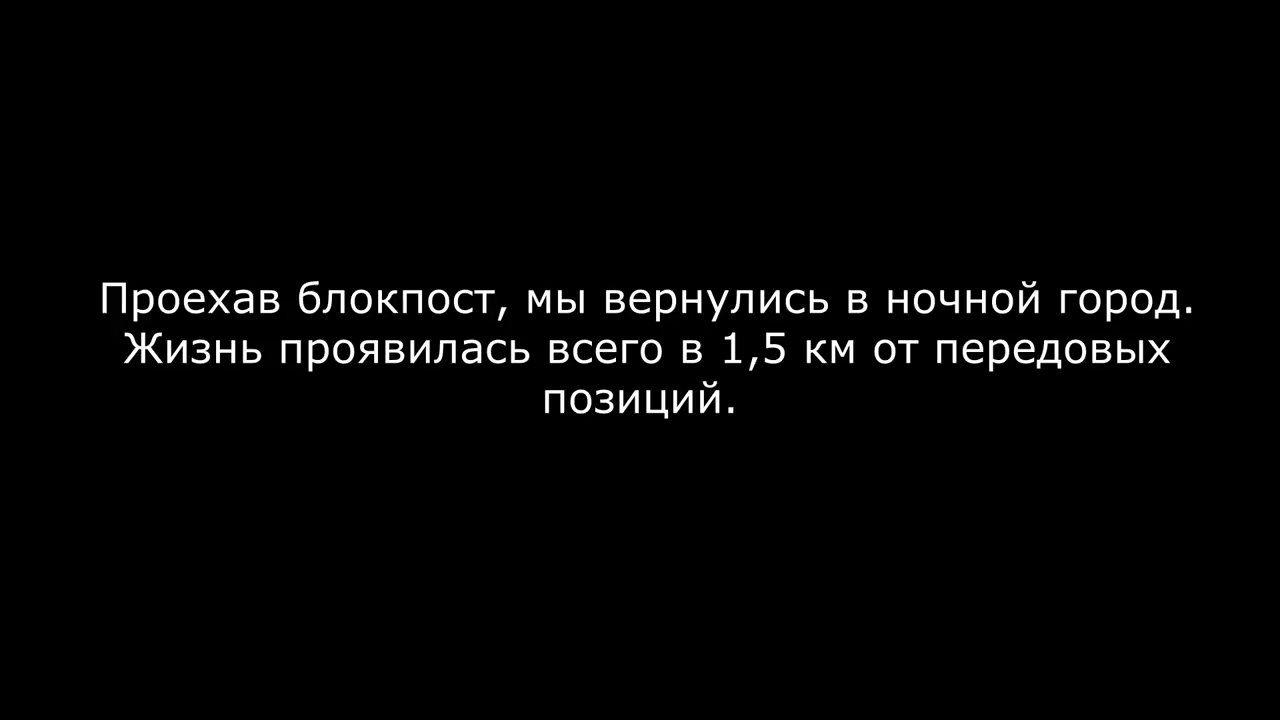 Проехав блокпост, мы вернулись в ночной город.
Жизнь проявилась всего в 1,5 км от передовых
позиций.